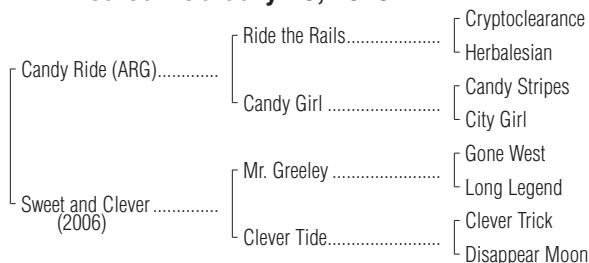 Cryptoclearance
Ride the Rails....................
Herbalesian
Candy Ride (ARG).............
Candy Stripes
Candy Girl ........................
City Girl
Gone West
Mr. Greeley .......................
Long Legend
Sweet and Clever ..............
(2006)
Clever Trick
Clever Tide........................
Disappear Moon